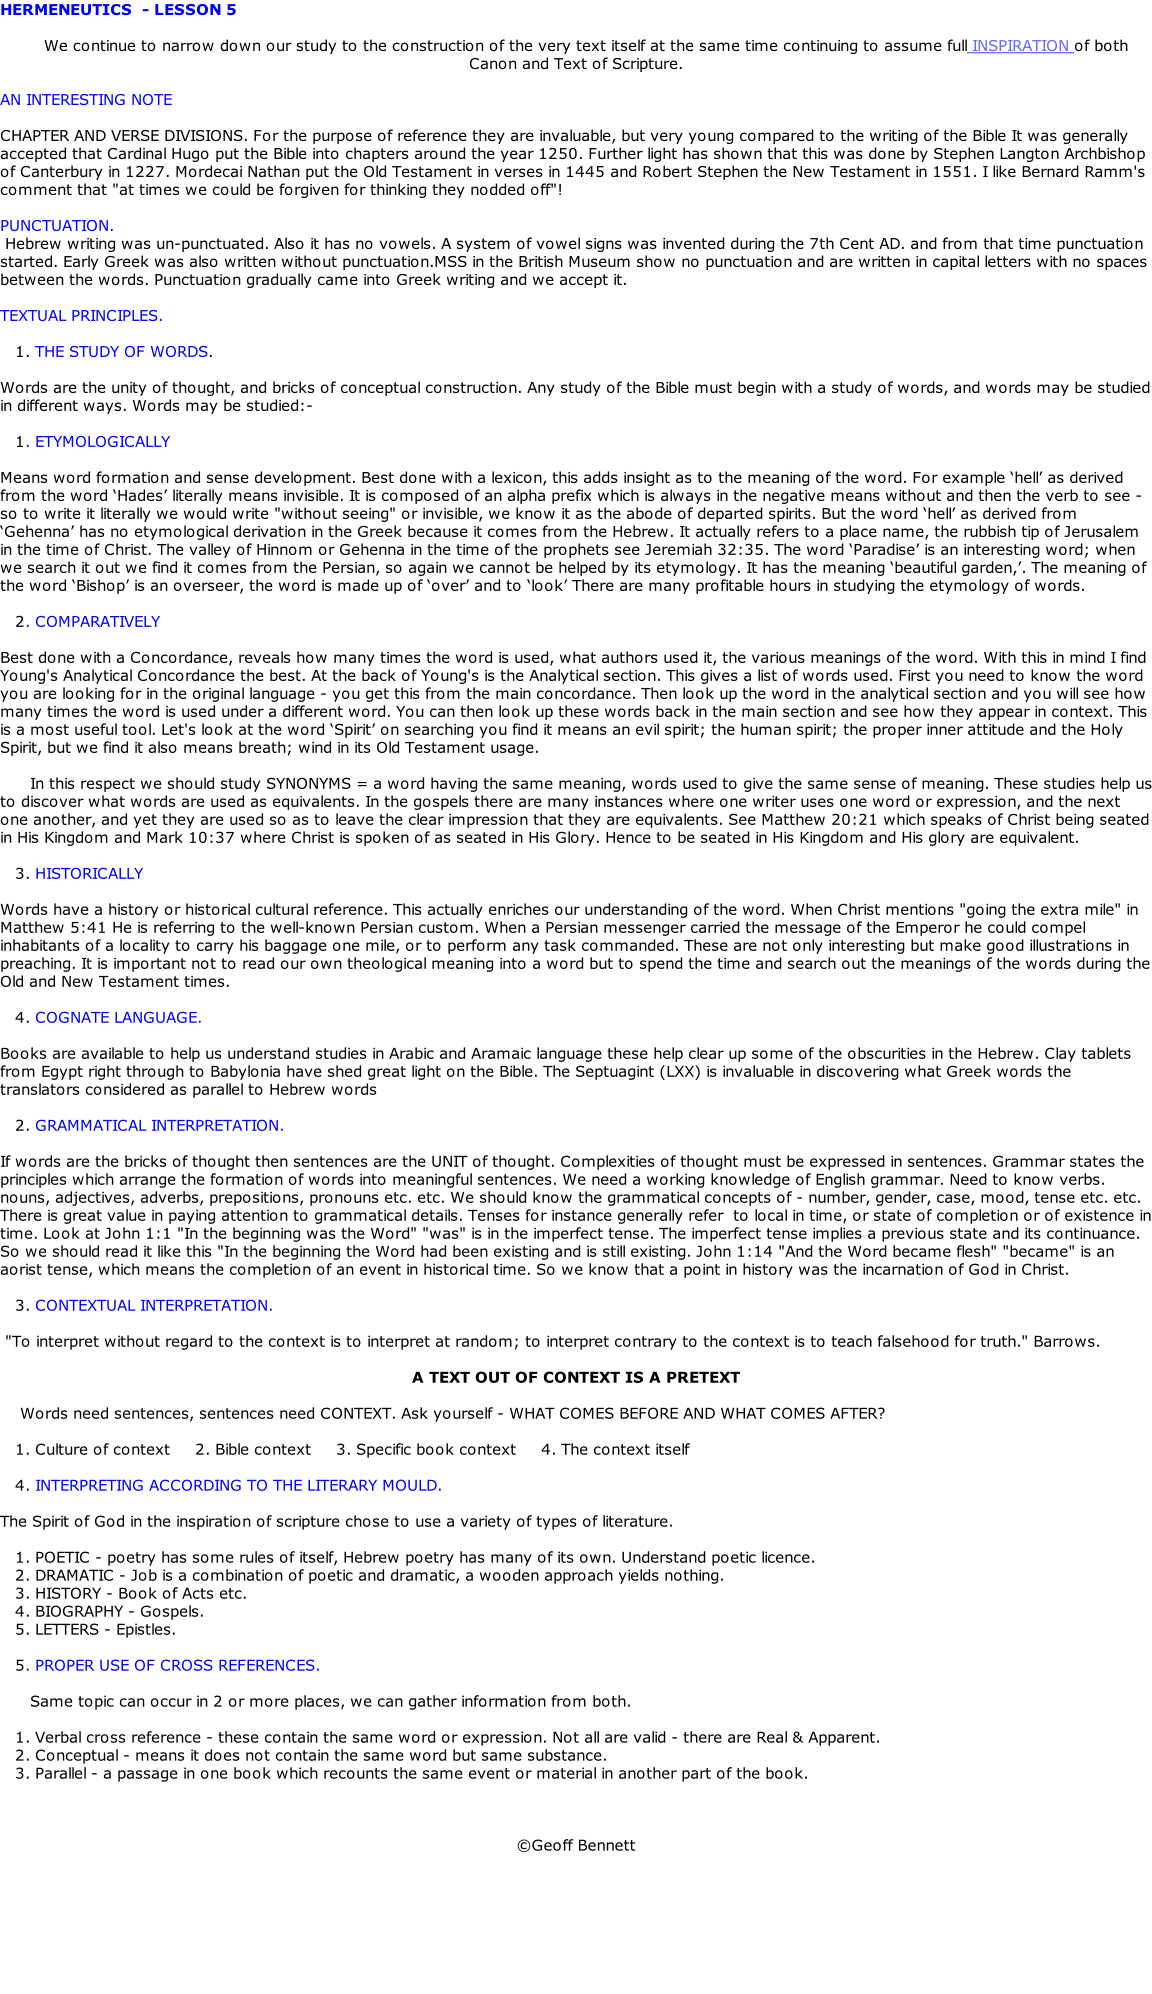 HERMENEUTICS  - LESSON 5
We continue to narrow down our study to the construction of the very text itself at the same time continuing to assume full INSPIRATION of both
Canon and Text of Scripture.
AN INTERESTING NOTE
CHAPTER AND VERSE DIVISIONS. For the purpose of reference they are invaluable, but very young compared to the writing of the Bible It was generally
accepted that Cardinal Hugo put the Bible into chapters around the year 1250. Further light has shown that this was done by Stephen Langton Archbishop
of Canterbury in 1227. Mordecai Nathan put the Old Testament in verses in 1445 and Robert Stephen the New Testament in 1551. I like Bernard Ramm's
comment that "at times we could be forgiven for thinking they nodded off"!
PUNCTUATION.
Hebrew writing was un-punctuated. Also it has no vowels. A system of vowel signs was invented during the 7th Cent AD. and from that time punctuation
started. Early Greek was also written without punctuation.MSS in the British Museum show no punctuation and are written in capital letters with no spaces
between the words. Punctuation gradually came into Greek writing and we accept it.
TEXTUAL PRINCIPLES.
1. THE STUDY OF WORDS.
Words are the unity of thought, and bricks of conceptual construction. Any study of the Bible must begin with a study of words, and words may be studied
in different ways. Words may be studied:-
1. ETYMOLOGICALLY
Means word formation and sense development. Best done with a lexicon, this adds insight as to the meaning of the word. For example ‘hell’ as derived
from the word ‘Hades’ literally means invisible. It is composed of an alpha prefix which is always in the negative means without and then the verb to see -
so to write it literally we would write "without seeing" or invisible, we know it as the abode of departed spirits. But the word ‘hell’ as derived from
‘Gehenna’ has no etymological derivation in the Greek because it comes from the Hebrew. It actually refers to a place name, the rubbish tip of Jerusalem
in the time of Christ. The valley of Hinnom or Gehenna in the time of the prophets see Jeremiah 32:35. The word ‘Paradise’ is an interesting word; when
we search it out we find it comes from the Persian, so again we cannot be helped by its etymology. It has the meaning ‘beautiful garden,’. The meaning of
the word ‘Bishop’ is an overseer, the word is made up of ‘over’ and to ‘look’ There are many profitable hours in studying the etymology of words.
2. COMPARATIVELY
Best done with a Concordance, reveals how many times the word is used, what authors used it, the various meanings of the word. With this in mind I find
Young's Analytical Concordance the best. At the back of Young's is the Analytical section. This gives a list of words used. First you need to know the word
you are looking for in the original language - you get this from the main concordance. Then look up the word in the analytical section and you will see how
many times the word is used under a different word. You can then look up these words back in the main section and see how they appear in context. This
is a most useful tool. Let's look at the word ‘Spirit’ on searching you find it means an evil spirit; the human spirit; the proper inner attitude and the Holy
Spirit, but we find it also means breath; wind in its Old Testament usage.
In this respect we should study SYNONYMS = a word having the same meaning, words used to give the same sense of meaning. These studies help us
to discover what words are used as equivalents. In the gospels there are many instances where one writer uses one word or expression, and the next
one another, and yet they are used so as to leave the clear impression that they are equivalents. See Matthew 20:21 which speaks of Christ being seated
in His Kingdom and Mark 10:37 where Christ is spoken of as seated in His Glory. Hence to be seated in His Kingdom and His glory are equivalent.
3. HISTORICALLY
Words have a history or historical cultural reference. This actually enriches our understanding of the word. When Christ mentions "going the extra mile" in
Matthew 5:41 He is referring to the well-known Persian custom. When a Persian messenger carried the message of the Emperor he could compel
inhabitants of a locality to carry his baggage one mile, or to perform any task commanded. These are not only interesting but make good illustrations in
preaching. It is important not to read our own theological meaning into a word but to spend the time and search out the meanings of the words during the
Old and New Testament times.
4. COGNATE LANGUAGE.
Books are available to help us understand studies in Arabic and Aramaic language these help clear up some of the obscurities in the Hebrew. Clay tablets
from Egypt right through to Babylonia have shed great light on the Bible. The Septuagint (LXX) is invaluable in discovering what Greek words the
translators considered as parallel to Hebrew words
2. GRAMMATICAL INTERPRETATION.
If words are the bricks of thought then sentences are the UNIT of thought. Complexities of thought must be expressed in sentences. Grammar states the
principles which arrange the formation of words into meaningful sentences. We need a working knowledge of English grammar. Need to know verbs.
nouns, adjectives, adverbs, prepositions, pronouns etc. etc. We should know the grammatical concepts of - number, gender, case, mood, tense etc. etc.
There is great value in paying attention to grammatical details. Tenses for instance generally refer  to local in time, or state of completion or of existence in
time. Look at John 1:1 "In the beginning was the Word" "was" is in the imperfect tense. The imperfect tense implies a previous state and its continuance.
So we should read it like this "In the beginning the Word had been existing and is still existing. John 1:14 "And the Word became flesh" "became" is an
aorist tense, which means the completion of an event in historical time. So we know that a point in history was the incarnation of God in Christ.
3. CONTEXTUAL INTERPRETATION.
"To interpret without regard to the context is to interpret at random; to interpret contrary to the context is to teach falsehood for truth." Barrows.
A TEXT OUT OF CONTEXT IS A PRETEXT
Words need sentences, sentences need CONTEXT. Ask yourself - WHAT COMES BEFORE AND WHAT COMES AFTER?
1. Culture of context     2. Bible context     3. Specific book context     4. The context itself
4. INTERPRETING ACCORDING TO THE LITERARY MOULD.
The Spirit of God in the inspiration of scripture chose to use a variety of types of literature.
1. POETIC - poetry has some rules of itself, Hebrew poetry has many of its own. Understand poetic licence.
2. DRAMATIC - Job is a combination of poetic and dramatic, a wooden approach yields nothing.
3. HISTORY - Book of Acts etc.
4. BIOGRAPHY - Gospels.
5. LETTERS - Epistles.
5. PROPER USE OF CROSS REFERENCES.
Same topic can occur in 2 or more places, we can gather information from both.
1. Verbal cross reference - these contain the same word or expression. Not all are valid - there are Real & Apparent.
2. Conceptual - means it does not contain the same word but same substance.
3. Parallel - a passage in one book which recounts the same event or material in another part of the book.
©Geoff Bennett